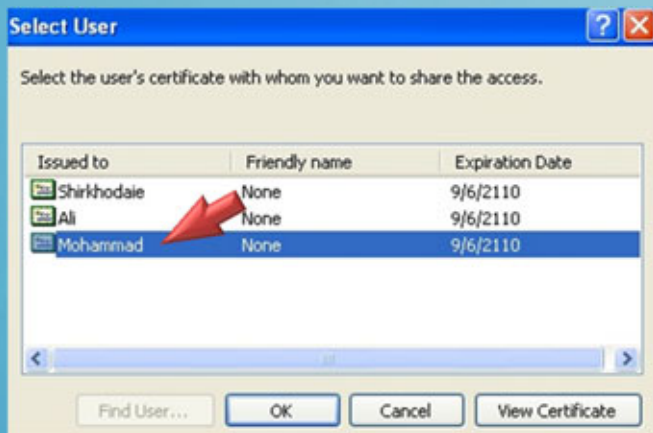 Select User
Select the user's certificate with whom you want to share the access.
Issued to Friendly name Expiration Date
Shirkhodaie None 9/6/2110
Ali None 9/6/2110
Mohammad None 9/6/2110
Find User... OK Cancel View Certificate